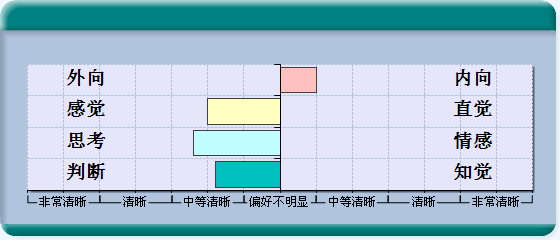 外向 内向
感觉 直觉
思考 情感
判断 知觉
非常清晰 清晰 中等清晰 偏好不明显 中等清晰 清晰 非常清晰